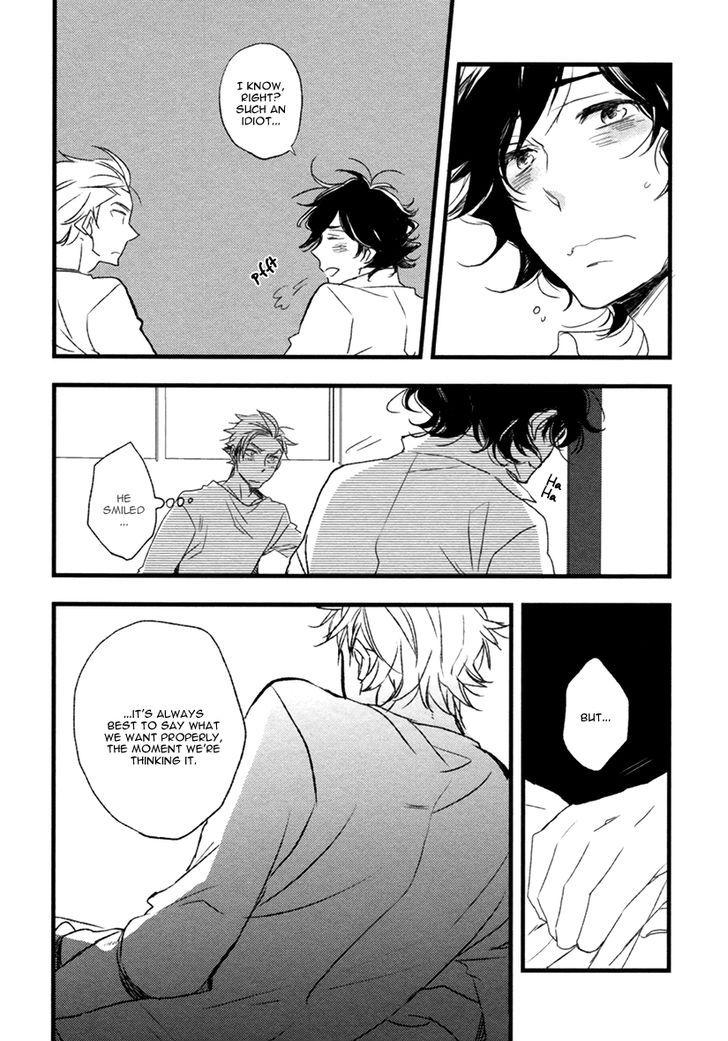 I KNOW,
RIGHT?
SUCH AN
IDIOT...
Pfft
Ha
Ha
HE
SMILED
...
BUT...
...IT'S ALWAYS
BEST TO SAY WHAT
WE WANT PROPERLY,
THE MOMENT WE'RE
THINKING IT.